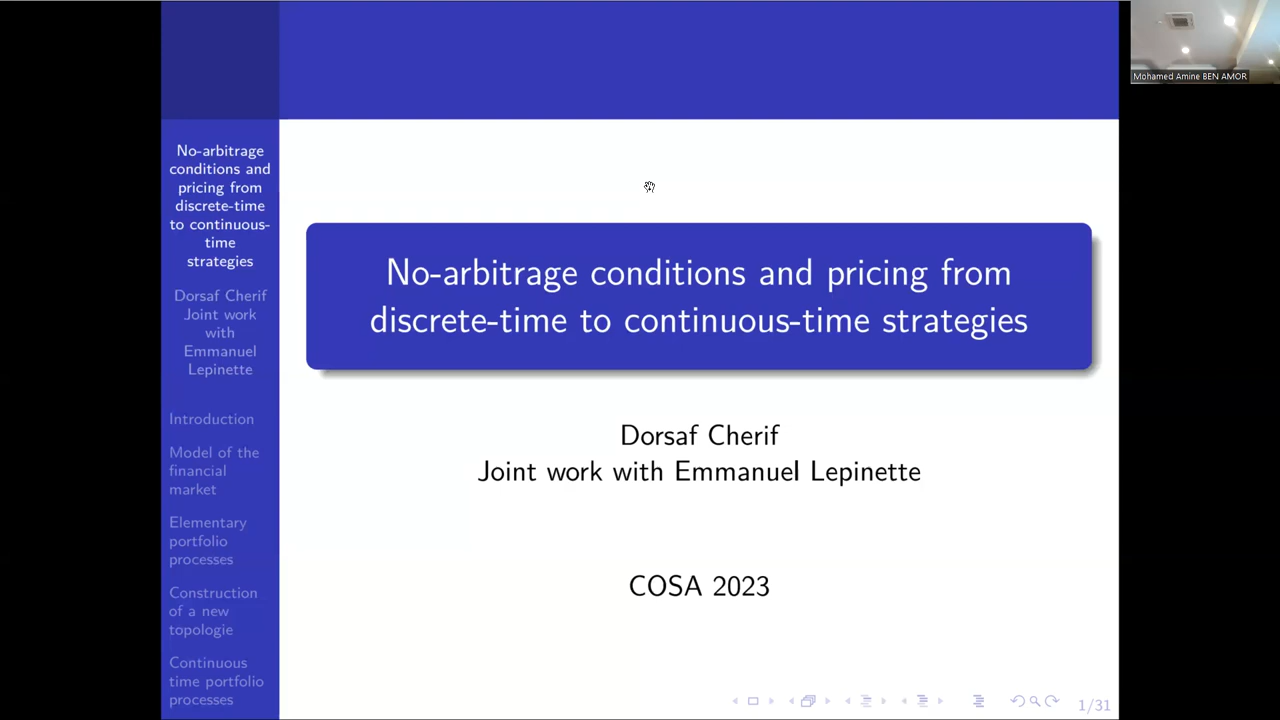 Mohamed Amine BEN AMOR
No-arbitrage
conditions and
pricing from
discrete-time
to continuous-
time
strategies
Dorsaf Cherif
Joint work
with
Emmanuel
Lepinette
Introduction
Model of the
financial
market
Elementary
portfolio
processes
Construction
of a new
topologie
Continuous
time portfolio
processes
No-arbitrage conditions and pricing from
discrete-time to continuous-time strategies
Dorsaf Cherif
Joint work with Emmanuel Lepinette
COSA 2023
1/31